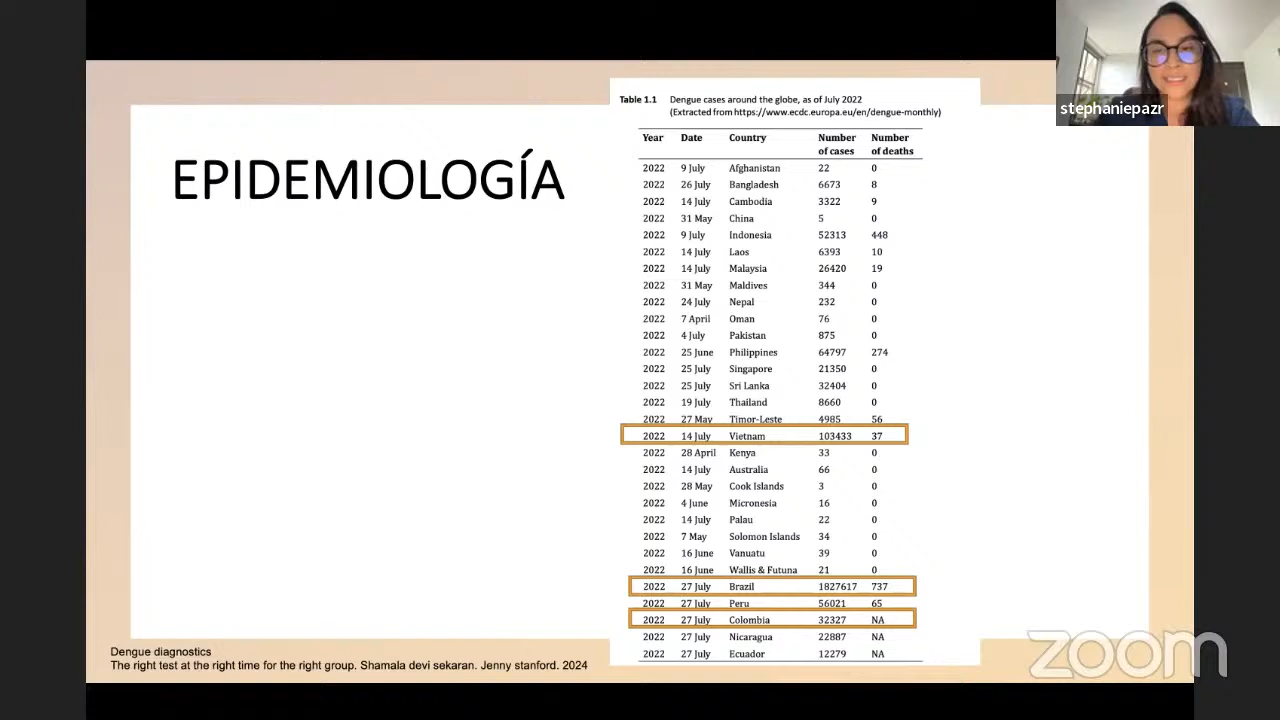 EPIDEMIOLOGÍA
Table 1.1 Dengue cases around the globe, as of July 2022
(Extracted from https://www.ecdc.europa.eu/en/dengue-monthly)
Year Date Country Number of cases Number of deaths
2022 9 July Afghanistan 22 0
2022 26 July Bangladesh 6673 8
2022 14 July Cambodia 3322 9
2022 31 May China 5 0
2022 9 July Indonesia 52313 448
2022 14 July Laos 6393 10
2022 14 July Malaysia 26420 19
2022 31 May Maldives 344 0
2022 24 July Nepal 232 0
2022 7 April Oman 76 0
2022 4 July Pakistan 875 0
2022 25 June Philippines 64797 274
2022 25 July Singapore 21350 0
2022 25 July Sri Lanka 32404 0
2022 19 July Thailand 8660 0
2022 27 May Timor-Leste 4985 56
2022 14 July Vietnam 103433 37
2022 28 April Kenya 33 0
2022 14 July Australia 66 0
2022 28 May Cook Islands 3 0
2022 4 June Micronesia 16 0
2022 14 July Palau 22 0
2022 7 May Solomon Islands 34 0
2022 16 June Vanuatu 39 0
2022 16 June Wallis & Futuna 21 0
2022 27 July Brazil 1827617 737
2022 27 July Peru 56021 65
2022 27 July Colombia 32327 NA
2022 27 July Nicaragua 22887 NA
2022 27 July Ecuador 12279 NA
Dengue diagnostics
The right test at the right time for the right group. Shamala devi sekaran. Jenny stanford. 2024
stephaniepazr
zoom